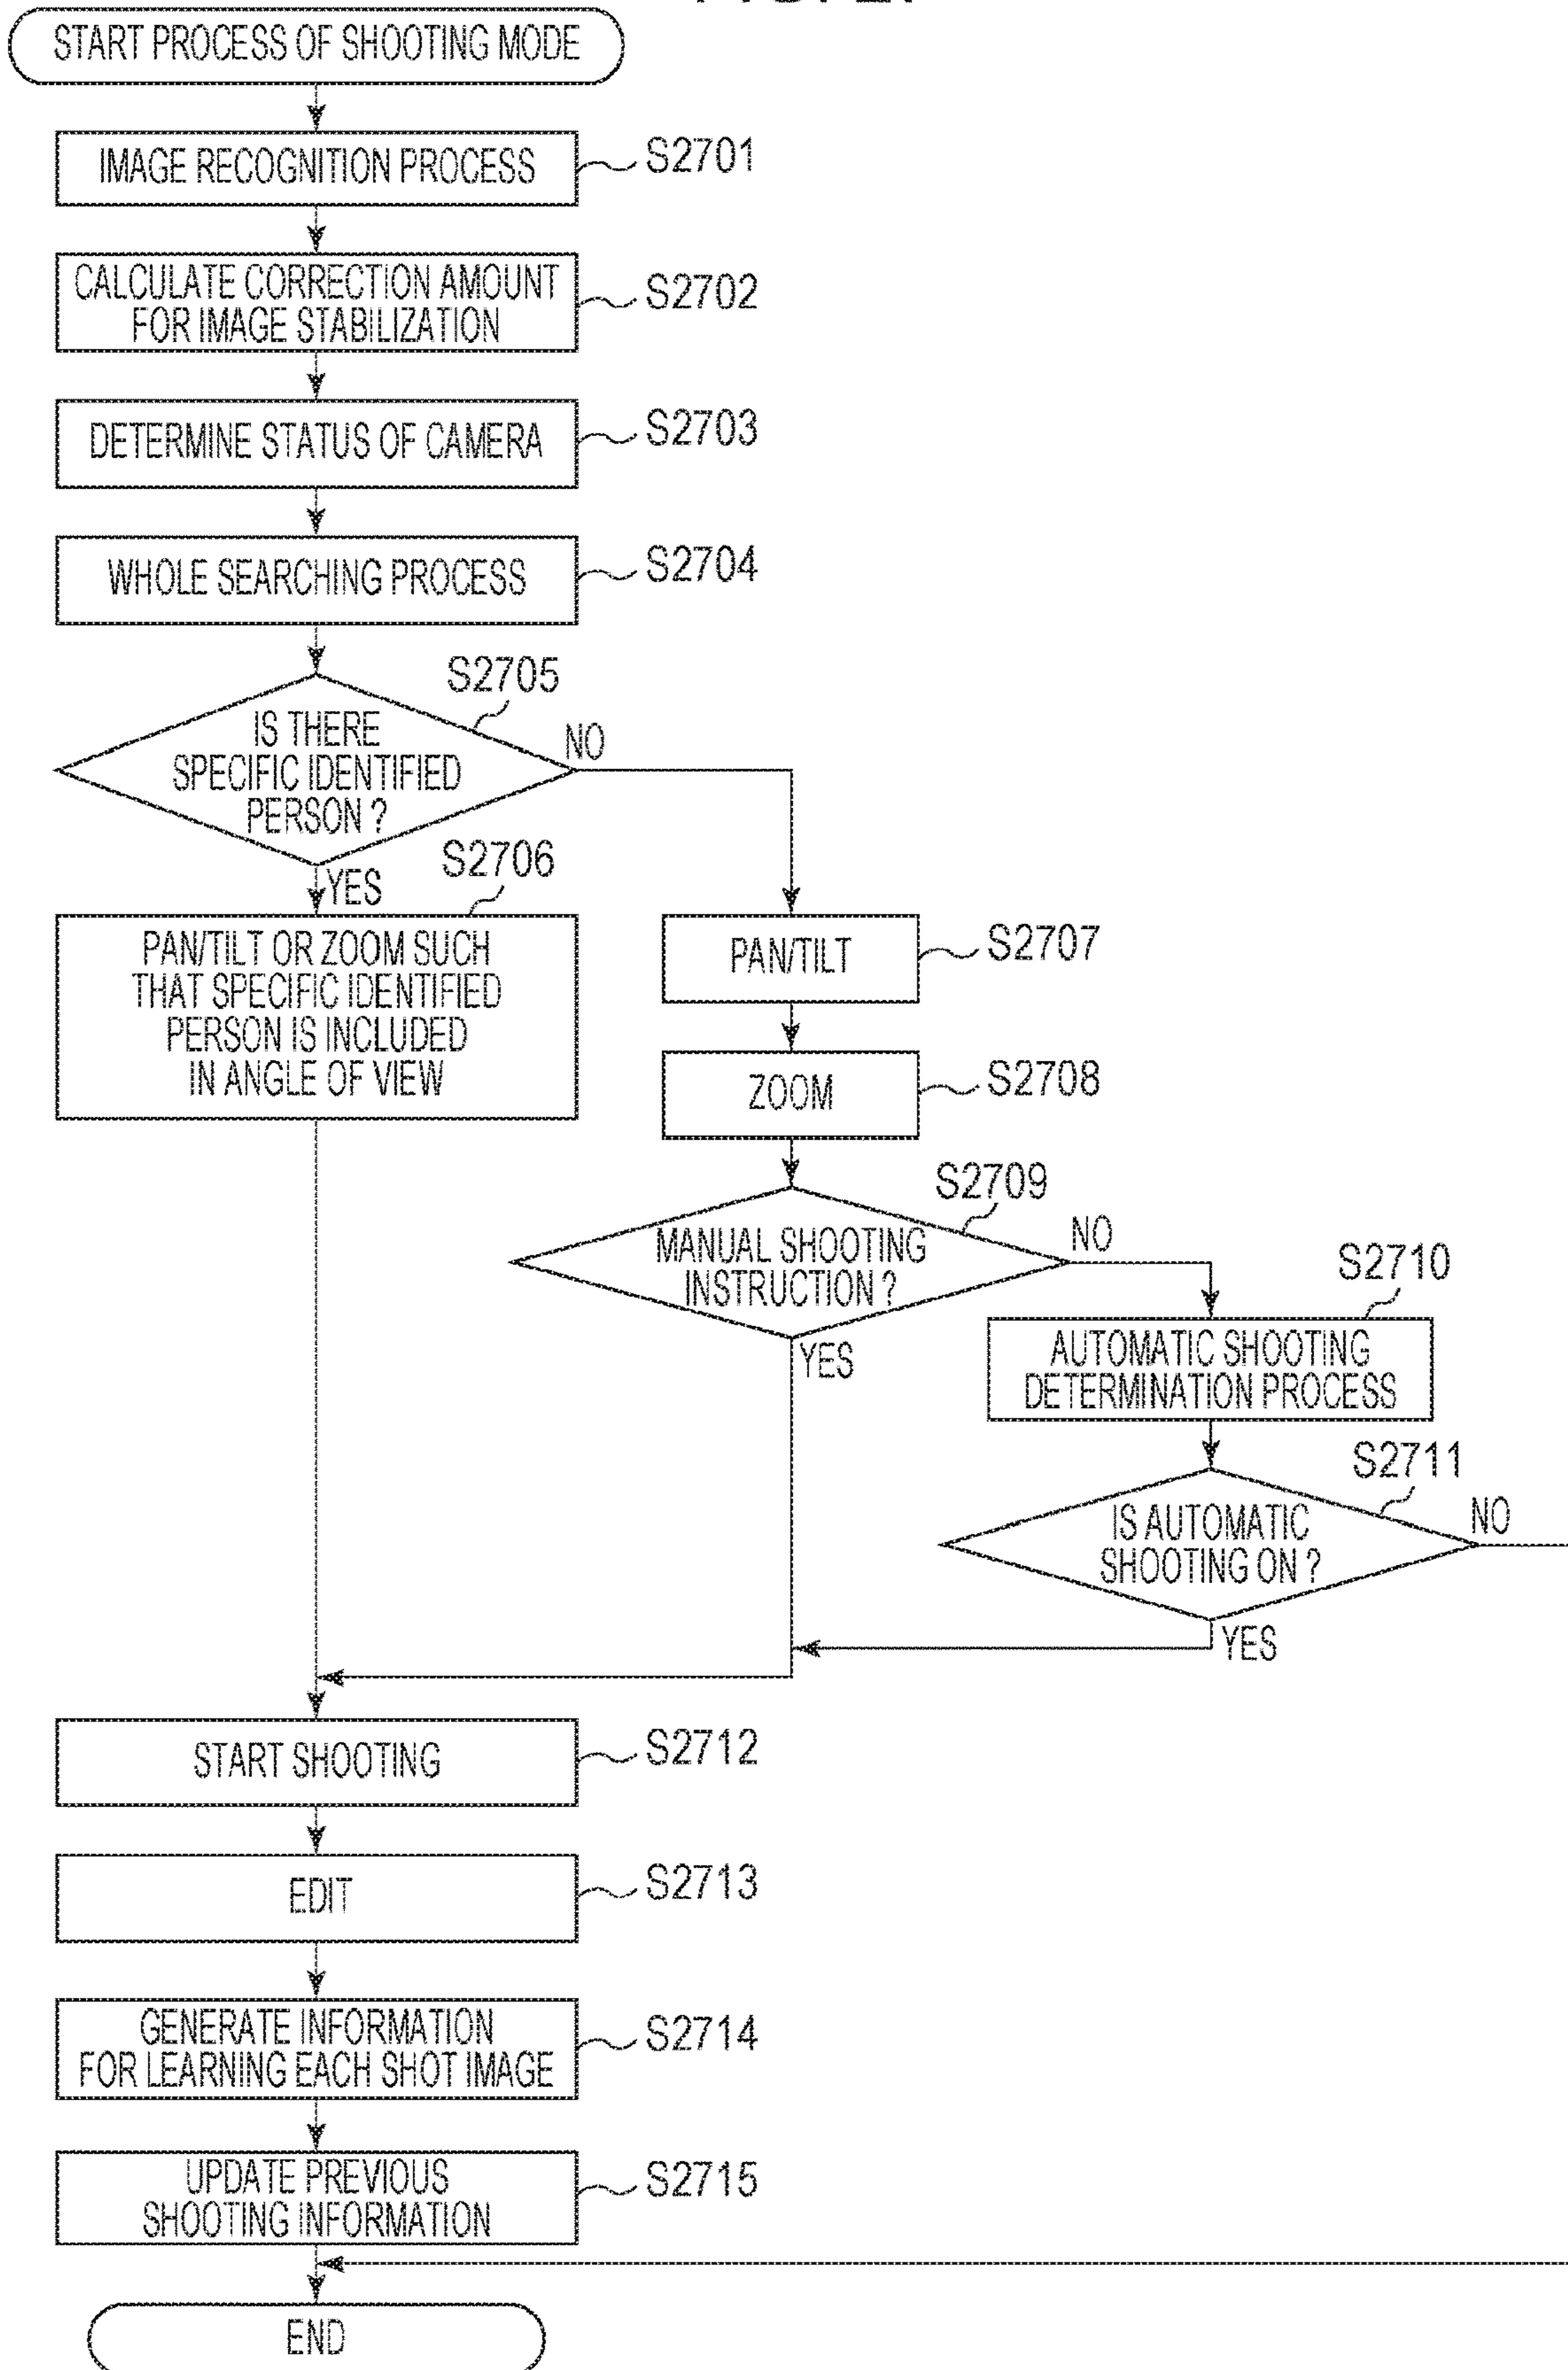 START PROCESS OF SHOOTING MODE
IMAGE RECOGNITION PROCESS
S2701
CALCULATE CORRECTION AMOUNT
FOR IMAGE STABILIZATION
S2702
DETERMINE STATUS OF CAMERA
S2703
WHOLE SEARCHING PROCESS
S2704
S2705
IS THERE
SPECIFIC IDENTIFIED
PERSON ?
NO
YES
S2706
PAN/TILT OR ZOOM SUCH
THAT SPECIFIC IDENTIFIED
PERSON IS INCLUDED
IN ANGLE OF VIEW
PAN/TILT
S2707
ZOOM
S2708
S2709
MANUAL SHOOTING
INSTRUCTION ?
NO
YES
S2710
AUTOMATIC SHOOTING
DETERMINATION PROCESS
S2711
IS AUTOMATIC
SHOOTING ON ?
NO
YES
START SHOOTING
S2712
EDIT
S2713
GENERATE INFORMATION
FOR LEARNING EACH SHOT IMAGE
S2714
UPDATE PREVIOUS
SHOOTING INFORMATION
S2715
END